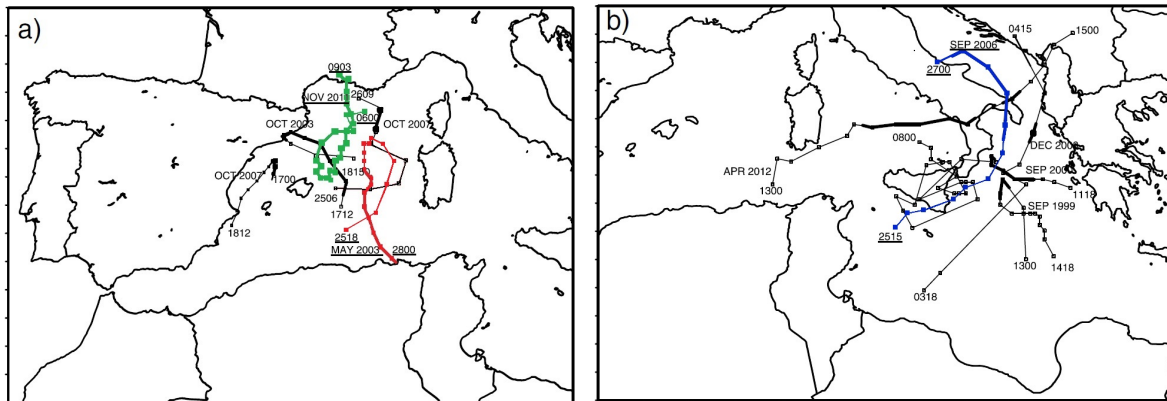 a)
0903
NOV 2011
2609
0600
OCT 2003
OCT 2007
OCT 2007
1700
18150
2506
1712
1812
2518
MAY 2003
2800
b)
0415
1500
SEP 2006
2700
0800
DEC 2005
APR 2012
1300
SEP 200
1118
SEP 1999
2515
1300
1418
0318